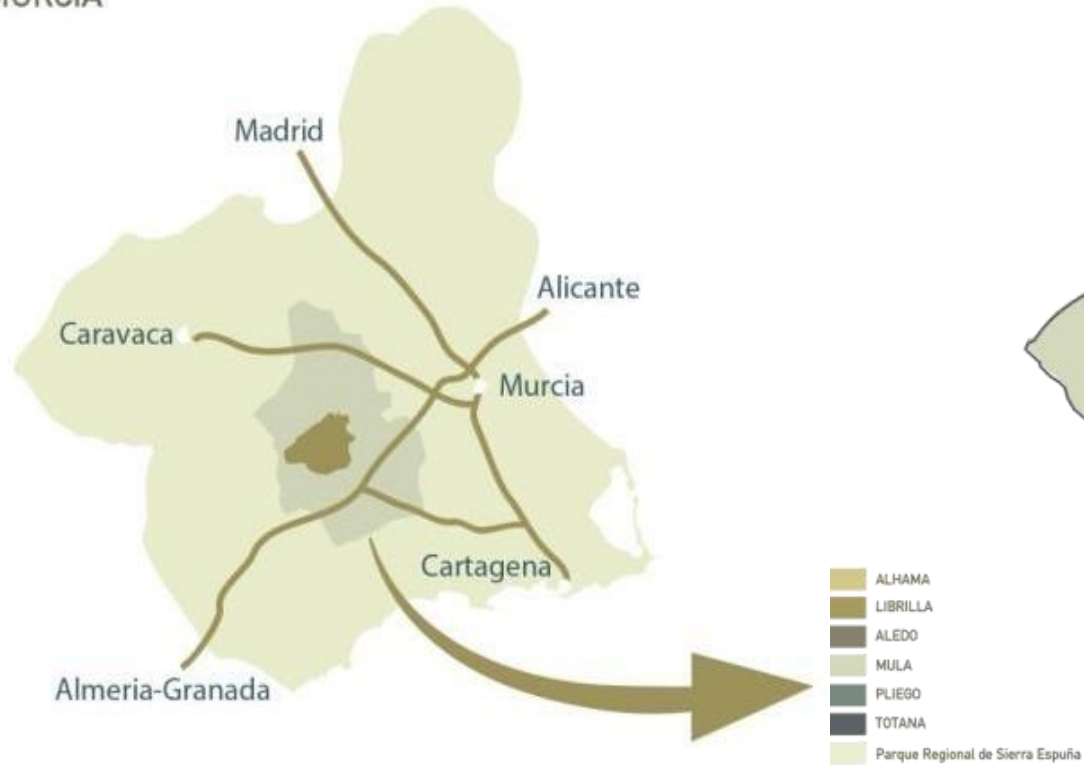 Madrid
Alicante
Caravaca
Murcia
Cartagena
Almeria-Granada
ALHAMA
LIBRILLA
ALEDO
MULA
PLIEGO
TOTANA
Parque Regional de Sierra Espuña